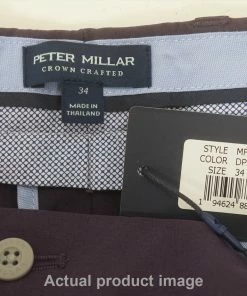 PETER MILLAR
CROWN CRAFTED
34
MADE IN
THAILAND
STYLE MF
COLOR DP
SIZE 34
1 94624 88
Actual product image